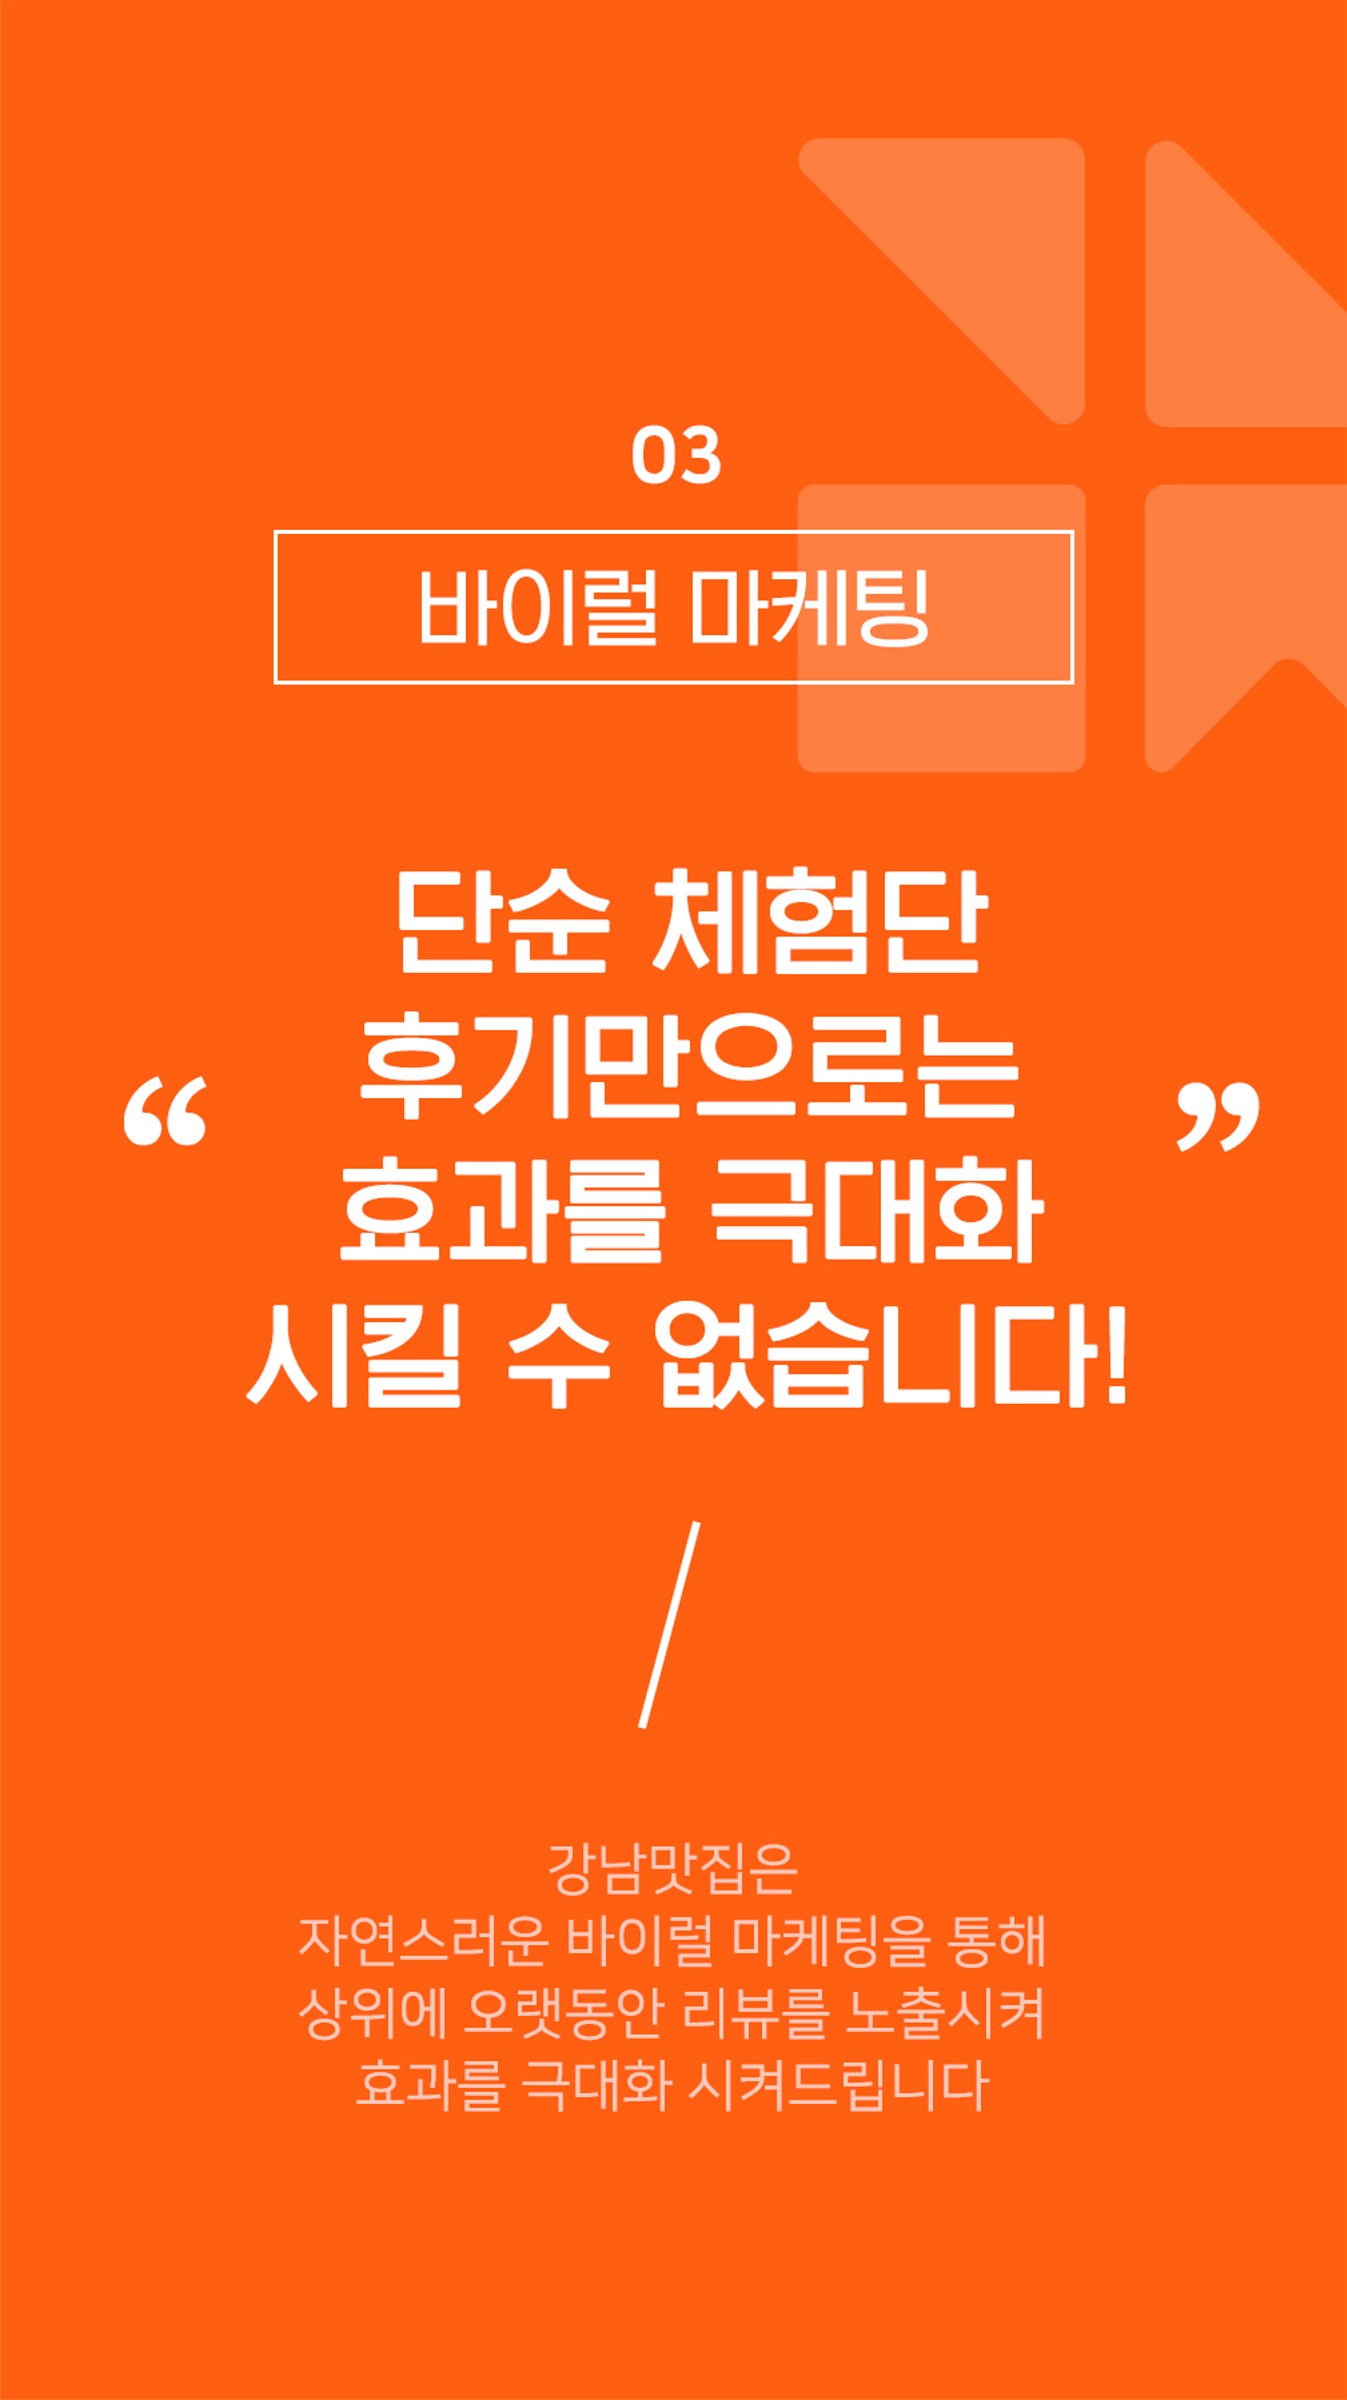 03
바이럴 마케팅
단순 체험단
후기만으로는
“ 효과를 극대화 ”
시킬 수 없습니다!
강남맛집은
자연스러운 바이럴 마케팅을 통해
상위에 오랫동안 리뷰를 노출시켜
효과를 극대화 시켜드립니다